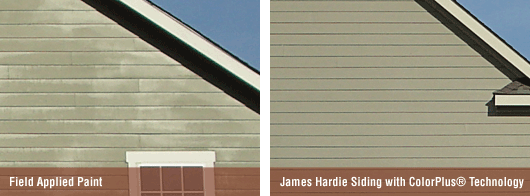 Field Applied Paint
James Hardie Siding with ColorPlus® Technology